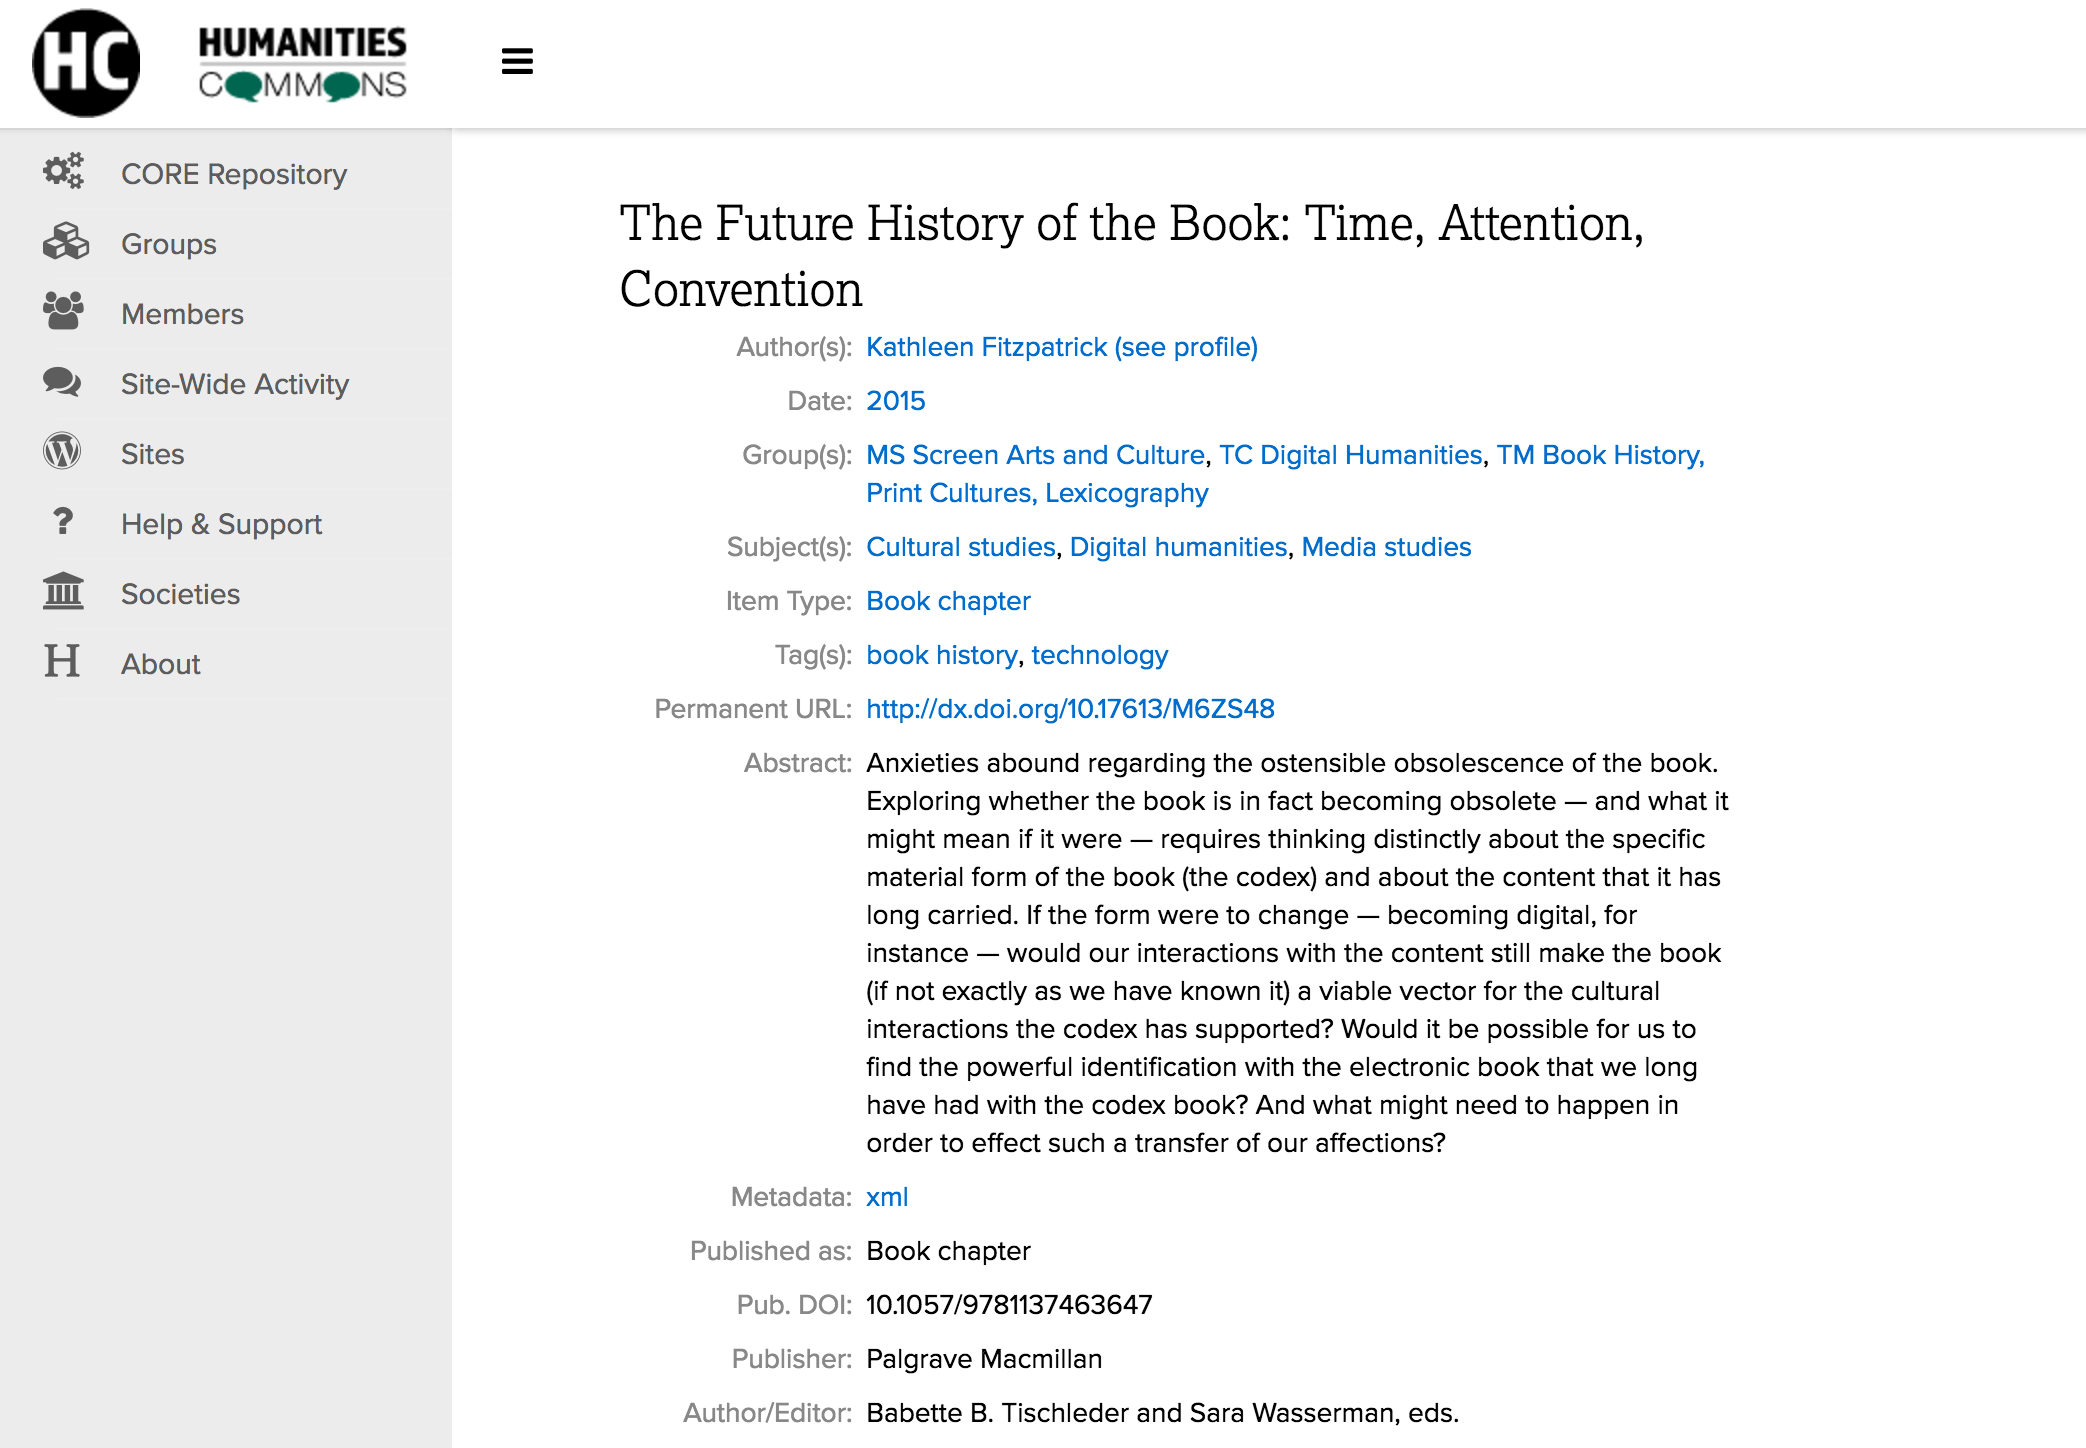 HC
HUMANITIES
COMMONS
CORE Repository
Groups
Members
Site-Wide Activity
Sites
? Help & Support
Societies
H About
The Future History of the Book: Time, Attention,
Convention
Author(s): Kathleen Fitzpatrick (see profile)
Date: 2015
Group(s): MS Screen Arts and Culture, TC Digital Humanities, TM Book History,
Print Cultures, Lexicography
Subject(s): Cultural studies, Digital humanities, Media studies
Item Type: Book chapter
Tag(s): book history, technology
Permanent URL: http://dx.doi.org/10.17613/M6ZS48
Abstract: Anxieties abound regarding the ostensible obsolescence of the book.
Exploring whether the book is in fact becoming obsolete — and what it
might mean if it were — requires thinking distinctly about the specific
material form of the book (the codex) and about the content that it has
long carried. If the form were to change — becoming digital, for
instance — would our interactions with the content still make the book
(if not exactly as we have known it) a viable vector for the cultural
interactions the codex has supported? Would it be possible for us to
find the powerful identification with the electronic book that we long
have had with the codex book? And what might need to happen in
order to effect such a transfer of our affections?
Metadata: xml
Published as: Book chapter
Pub. DOI: 10.1057/9781137463647
Publisher: Palgrave Macmillan
Author/Editor: Babette B. Tischleder and Sara Wasserman, eds.